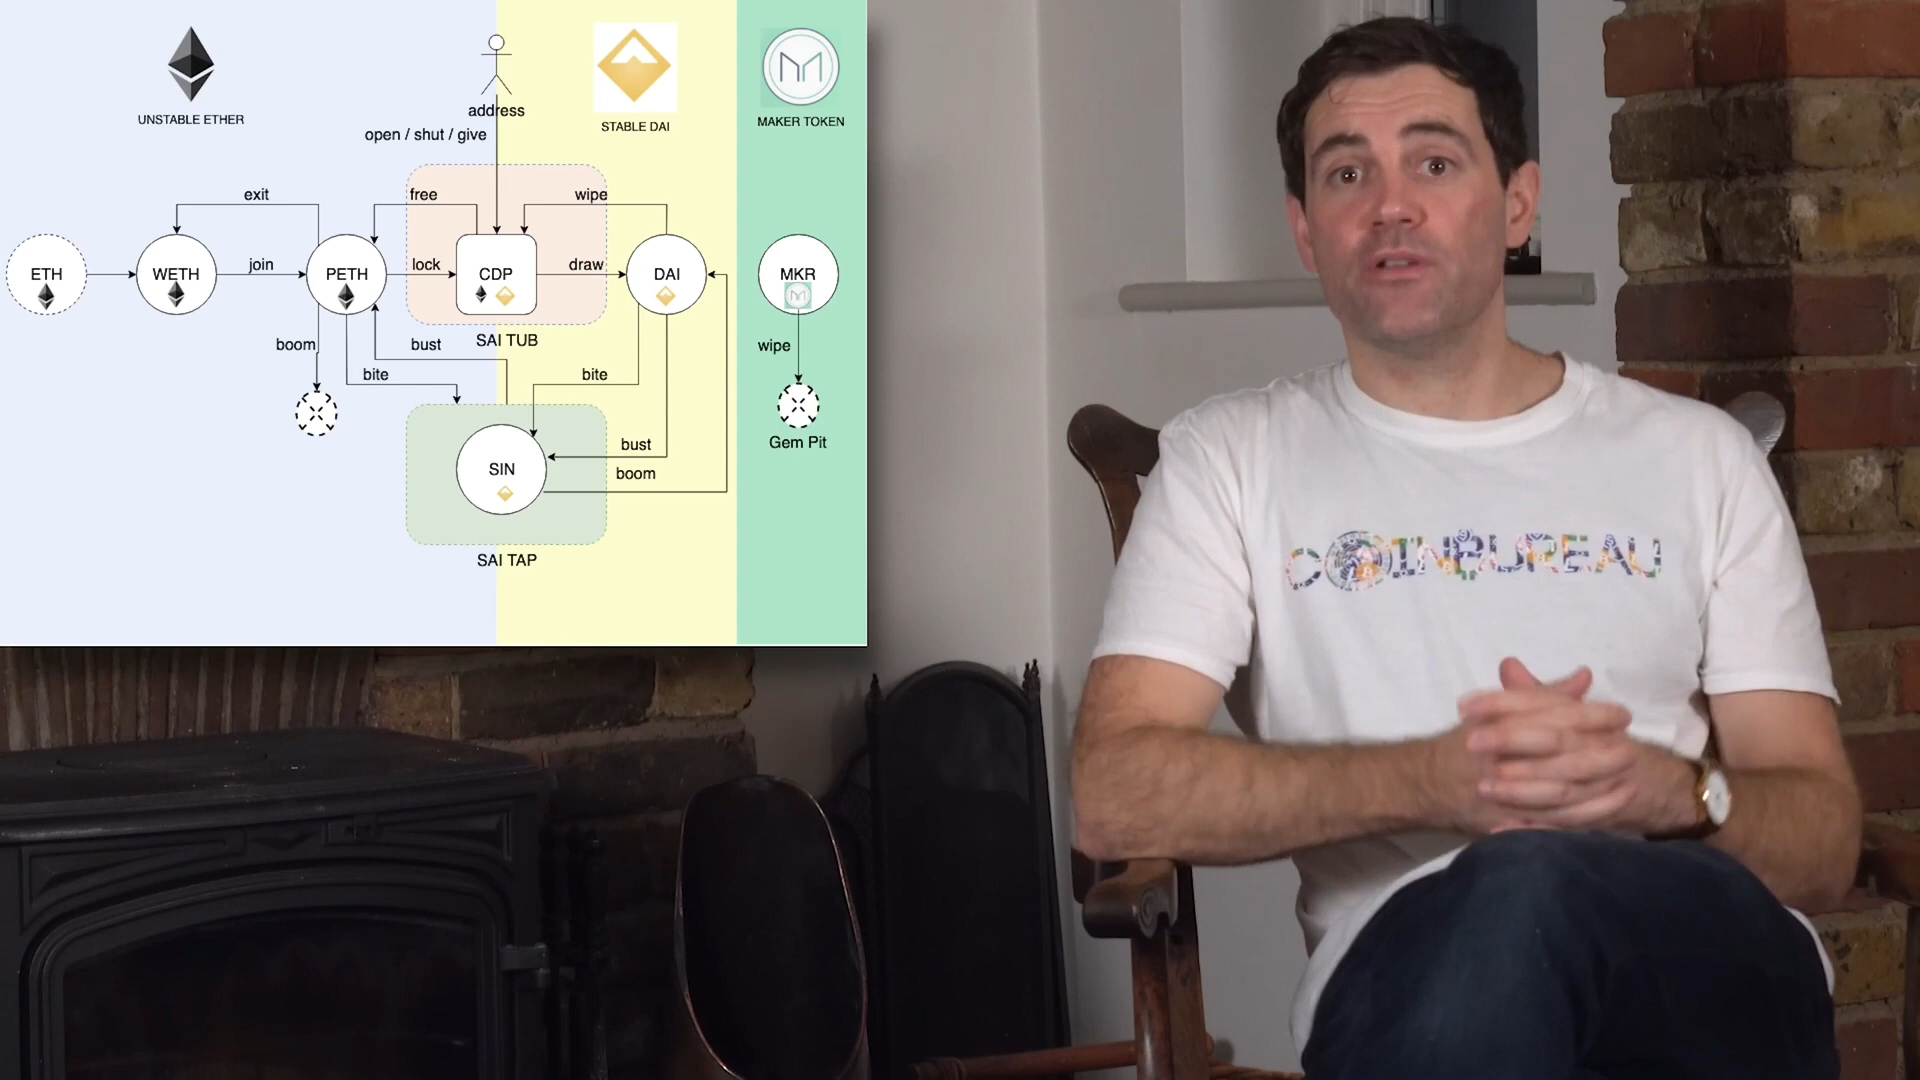 UNSTABLE ETHER
address
STABLE DAI
MAKER TOKEN
open / shut / give
exit
free
wipe
ETH
WETH
join
PETH
lock
CDP
draw
DAI
MKR
boom
bust
SAI TUB
wipe
bite
bite
Gem Pit
SIN
bust
boom
SAI TAP
COINBUREAU